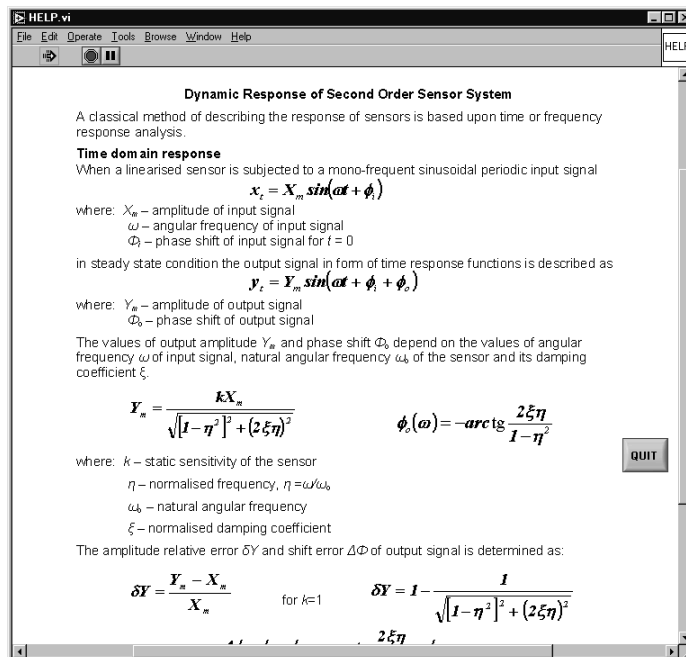 HELP.vi
File Edit Operate Tools Browse Window Help
HELP
Dynamic Response of Second Order Sensor System
A classical method of describing the response of sensors is based upon time or frequency
response analysis.
Time domain response
When a linearised sensor is subjected to a mono-frequent sinusoidal periodic input signal
x_t = X_m sin(ωt + ϕ_i)
where: X_m – amplitude of input signal
ω – angular frequency of input signal
Φ_i – phase shift of input signal for t = 0
in steady state condition the output signal in form of time response functions is described as
y_t = Y_m sin(ωt + ϕ_i + ϕ_o)
where: Y_m – amplitude of output signal
Φ_o – phase shift of output signal
The values of output amplitude Y_m and phase shift Φ_o depend on the values of angular
frequency ω of input signal, natural angular frequency ω_o of the sensor and its damping
coefficient ξ.
Y_m = kX_m / √([1-η²]² + (2ξη)²) ϕ_o(ω) = -arc tg 2ξη / (1-η²)
QUIT
where: k – static sensitivity of the sensor
η – normalised frequency, η =ω/ω_o
ω_o – natural angular frequency
ξ – normalised damping coefficient
The amplitude relative error δY and shift error ΔΦ of output signal is determined as:
δY = (Y_m - X_m) / X_m for k=1 δY = 1 - 1 / √([1-η²]² + (2ξη)²)
2ξη